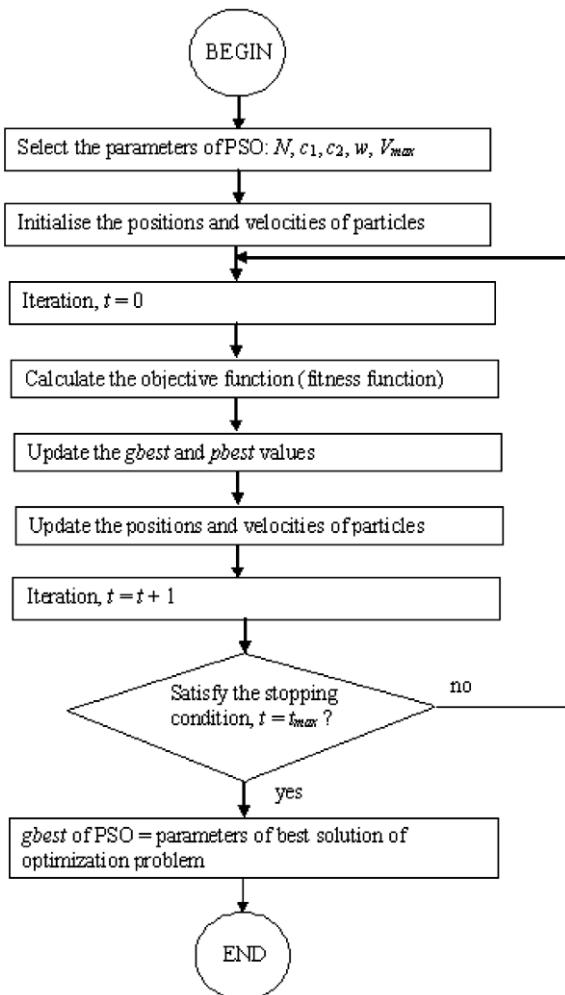 BEGIN
Select the parameters of PSO: N, c1, c2, w, Vmax
Initialise the positions and velocities of particles
Iteration, t = 0
Calculate the objective function (fitness function)
Update the gbest and pbest values
Update the positions and velocities of particles
Iteration, t = t + 1
Satisfy the stopping
condition, t = tmax ?
no
yes
gbest of PSO = parameters of best solution of
optimization problem
END